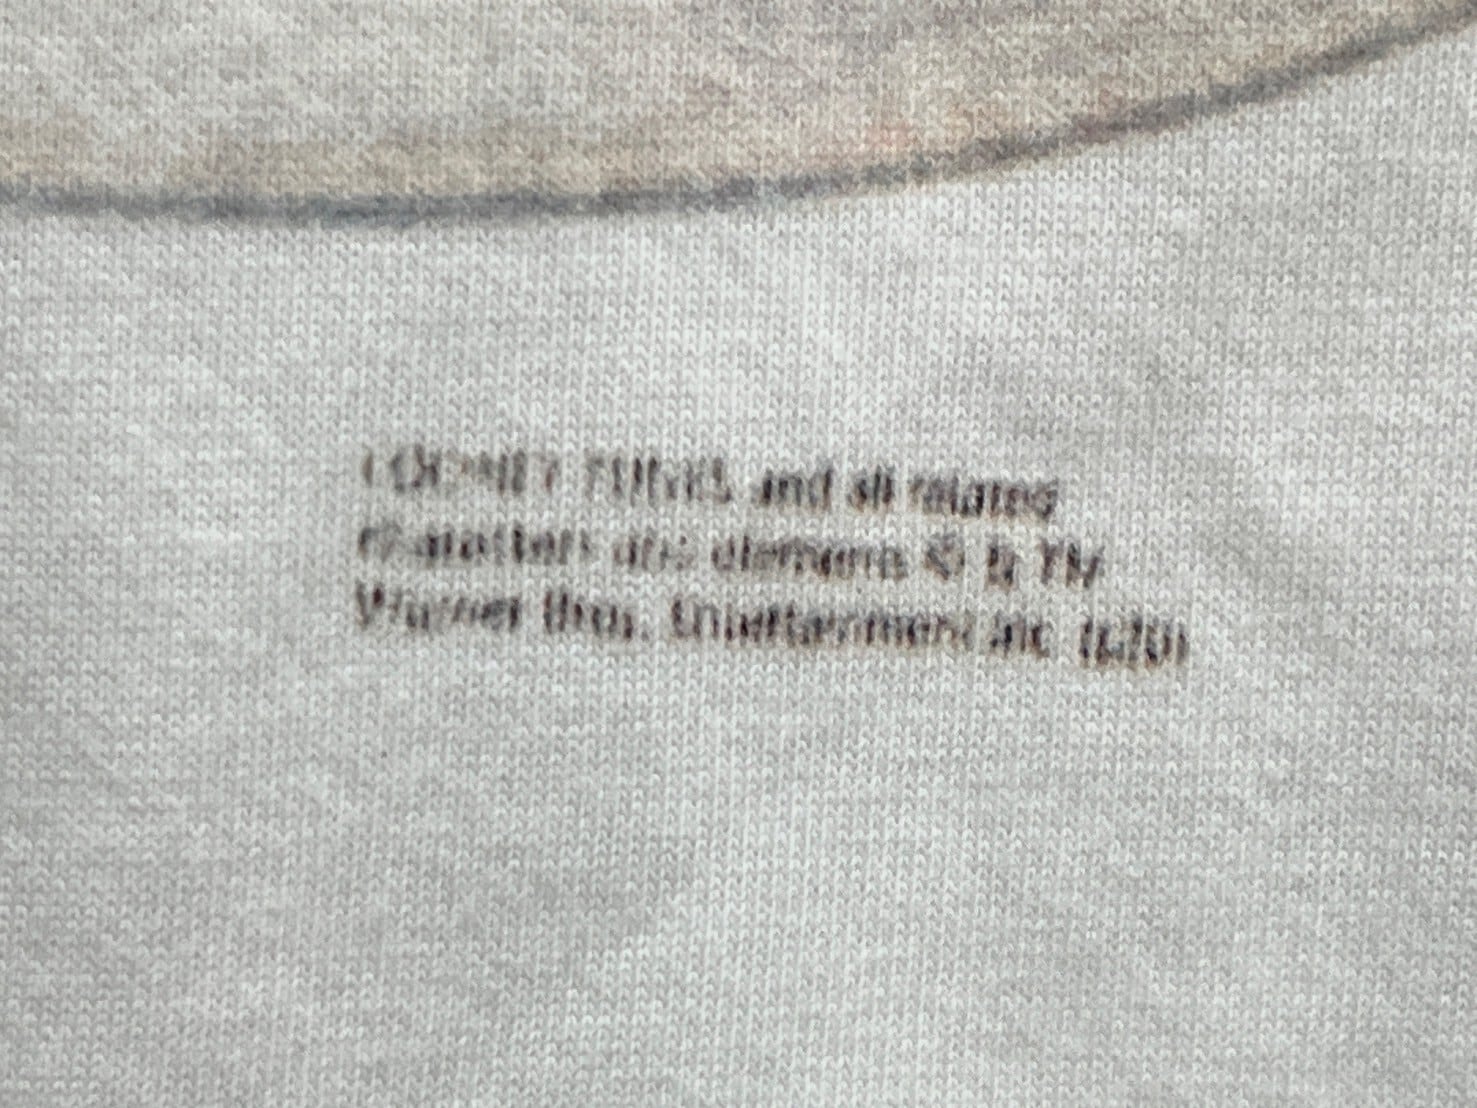 LOONEY TUNES and all related
characters and elements © & TM
Warner Bros. Entertainment Inc.